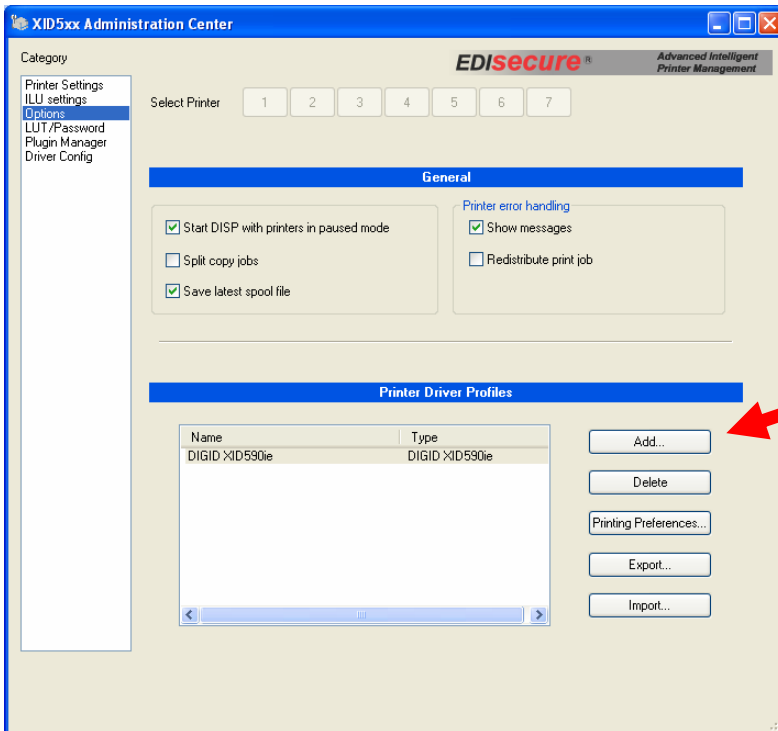 XID5xx Administration Center
Category
EDIsecure®
Advanced Intelligent
Printer Management
Printer Settings
ILU settings
Options
LUT/Password
Plugin Manager
Driver Config
Select Printer 1 2 3 4 5 6 7
General
Start DISP with printers in paused mode
Split copy jobs
Save latest spool file
Printer error handling
Show messages
Redistribute print job
Printer Driver Profiles
Name Type
DIGID XID590ie DIGID XID590ie
Add...
Delete
Printing Preferences...
Export...
Import...